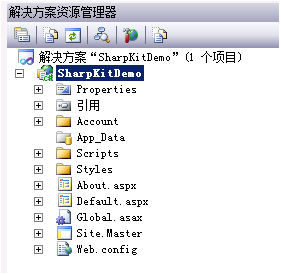 解决方案资源管理器
解决方案“SharpKitDemo”(1 个项目)
SharpKitDemo
Properties
引用
Account
App_Data
Scripts
Styles
About.aspx
Default.aspx
Global.asax
Site.Master
Web.config